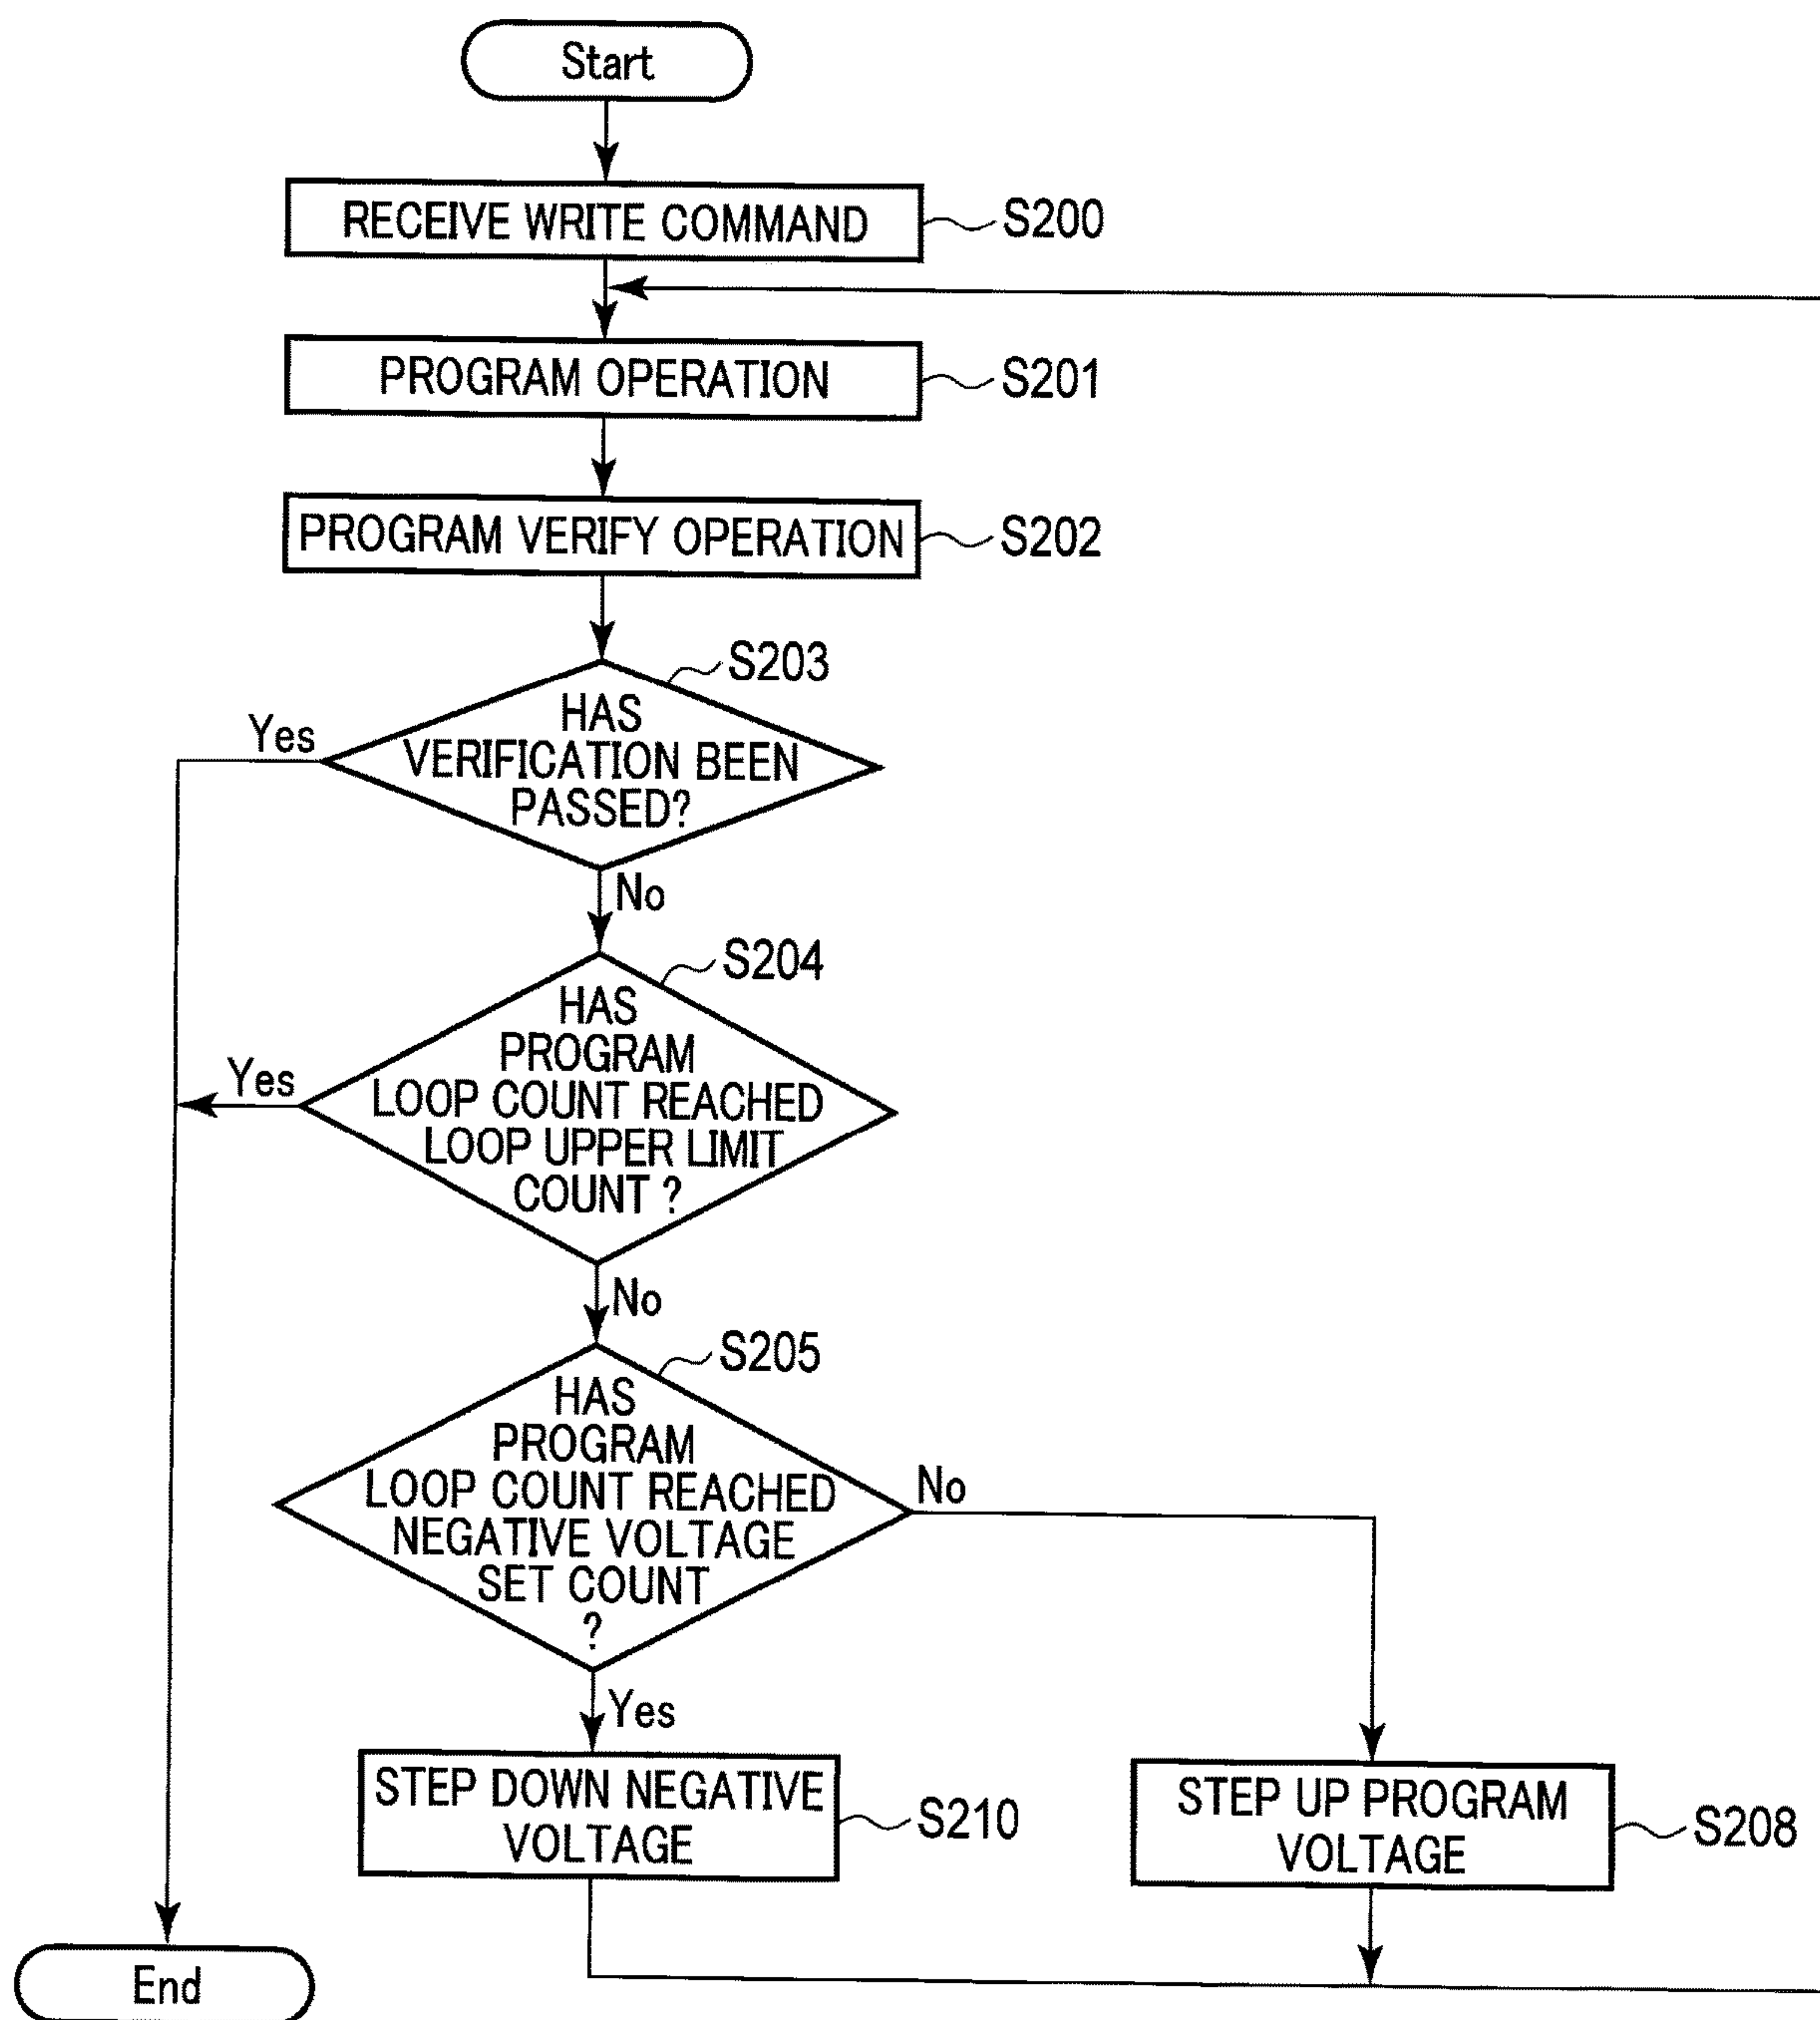 Start
RECEIVE WRITE COMMAND
S200
PROGRAM OPERATION
S201
PROGRAM VERIFY OPERATION
S202
S203
HAS
VERIFICATION BEEN
PASSED?
Yes
No
S204
HAS
PROGRAM
LOOP COUNT REACHED
LOOP UPPER LIMIT
COUNT ?
Yes
No
S205
HAS
PROGRAM
LOOP COUNT REACHED
NEGATIVE VOLTAGE
SET COUNT
?
No
Yes
STEP DOWN NEGATIVE
VOLTAGE
S210
STEP UP PROGRAM
VOLTAGE
S208
End